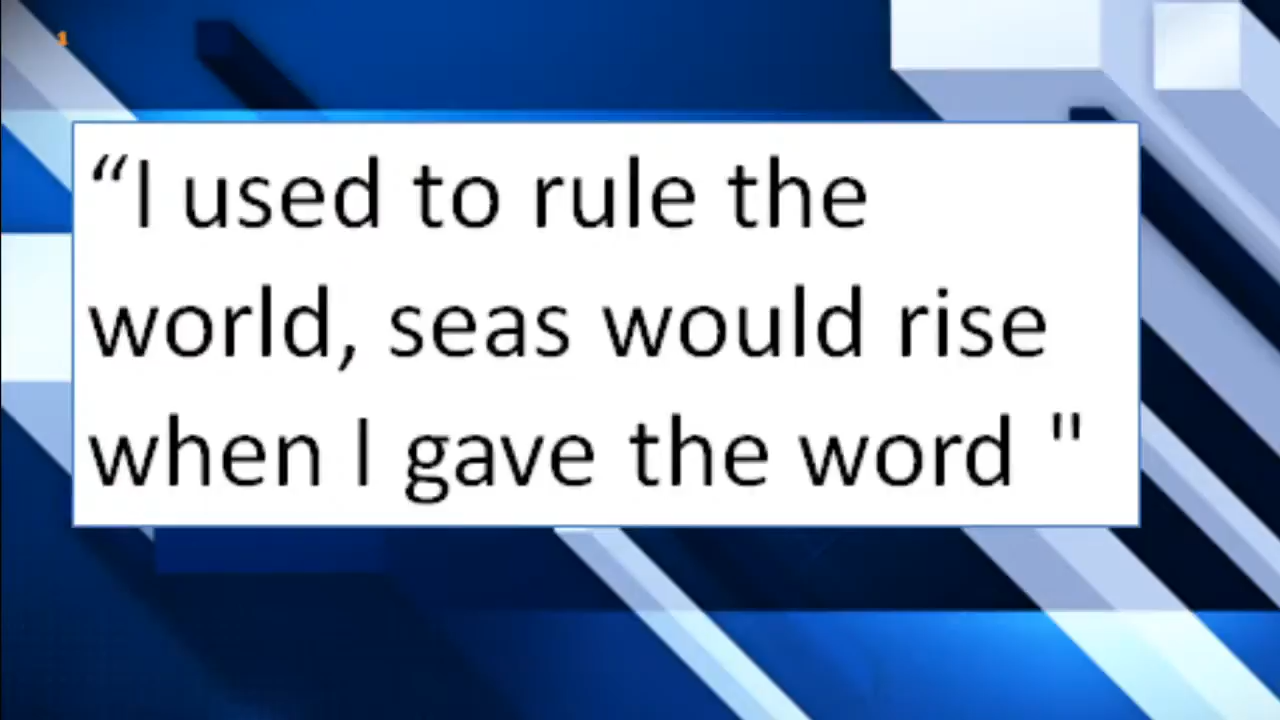 “I used to rule the
world, seas would rise
when I gave the word "